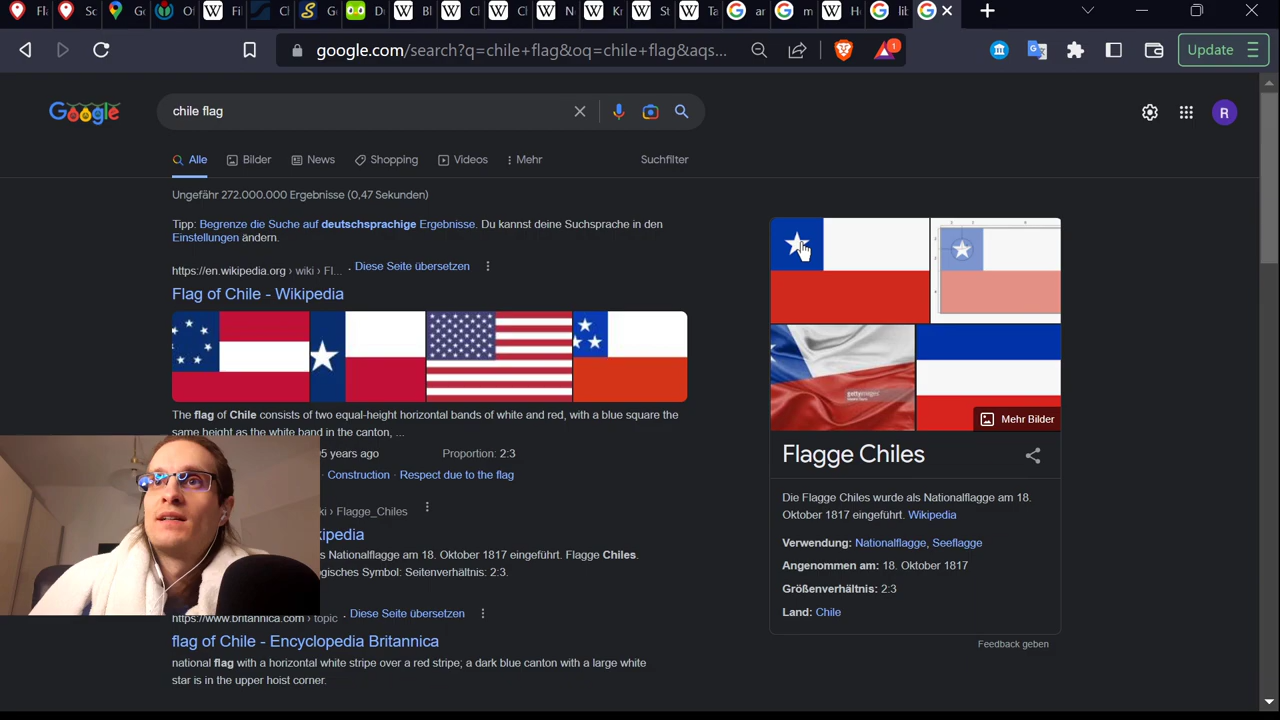 Update
google.com/search?q=chile+flag&oq=chile+flag&aqs...
1
Google
chile flag
R
Alle
Bilder
News
Shopping
Videos
Mehr
Suchfilter
Ungefähr 272.000.000 Ergebnisse (0,47 Sekunden)
Tipp: Begrenze die Suche auf deutschsprachige Ergebnisse. Du kannst deine Suchsprache in den
Einstellungen ändern.
https://en.wikipedia.org › wiki › Fl... · Diese Seite übersetzen
Flag of Chile - Wikipedia
The flag of Chile consists of two equal-height horizontal bands of white and red, with a blue square the
same height as the white band in the canton, ...
5 years ago Proportion: 2:3
Construction · Respect due to the flag
ki › Flagge_Chiles
kipedia
s Nationalflagge am 18. Oktober 1817 eingeführt. Flagge Chiles.
gisches Symbol: Seitenverhältnis: 2:3.
https://www.britannica.com › topic · Diese Seite übersetzen
flag of Chile - Encyclopedia Britannica
national flag with a horizontal white stripe over a red stripe; a dark blue canton with a large white
star is in the upper hoist corner.
gettyimages
Mehr Bilder
Flagge Chiles
Die Flagge Chiles wurde als Nationalflagge am 18.
Oktober 1817 eingeführt. Wikipedia
Verwendung: Nationalflagge, Seeflagge
Angenommen am: 18. Oktober 1817
Größenverhältnis: 2:3
Land: Chile
Feedback geben